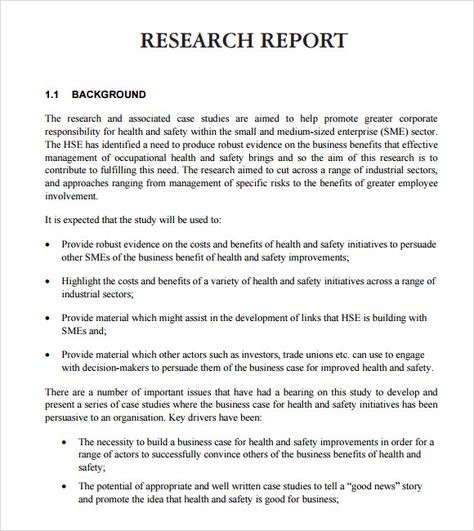 RESEARCH REPORT
1.1 BACKGROUND
The research and associated case studies are aimed to help promote greater corporate
responsibility for health and safety within the small and medium-sized enterprise (SME) sector.
The HSE has identified a need to produce robust evidence on the business benefits that effective
management of occupational health and safety brings and so the aim of this research is to
contribute to fulfilling this need. The research aimed to cut across a range of industrial sectors,
and approaches ranging from management of specific risks to the benefits of greater employee
involvement.
It is expected that the study will be used to:
• Provide robust evidence on the costs and benefits of health and safety initiatives to persuade
other SMEs of the business benefit of health and safety improvements;
• Highlight the costs and benefits of a variety of health and safety initiatives across a range of
industrial sectors;
• Provide material which might assist in the development of links that HSE is building with
SMEs and;
• Provide material which other actors such as investors, trade unions etc. can use to engage
with decision-makers to persuade them of the business case for improved health and safety.
There are a number of important issues that have had a bearing on this study to develop and
present a series of case studies where the business case for health and safety initiatives has been
persuasive to an organisation. Key drivers have been:
• The necessity to build a business case for health and safety improvements in order for a
range of actors to successfully convince others of the business benefits of health and
safety;
• The potential of appropriate and well written case studies to tell a “good news” story
and promote the idea that health and safety is good for business;